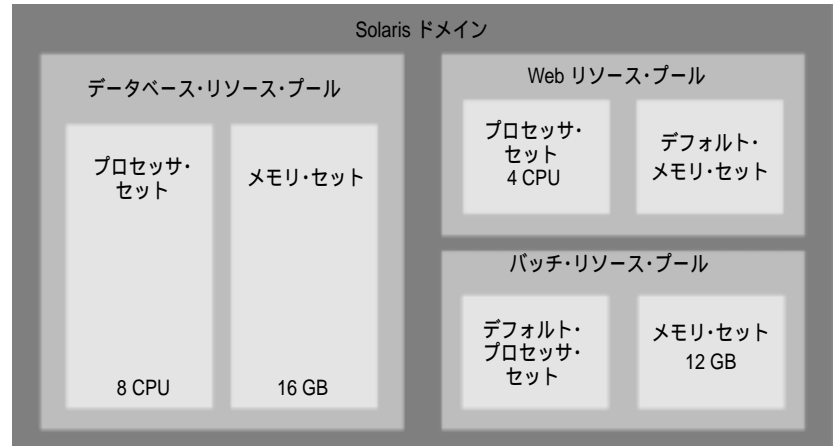 Solaris ドメイン
データベース・リソース・プール
プロセッサ・
セット
8 CPU
メモリ・セット
16 GB
Web リソース・プール
プロセッサ・
セット
4 CPU
デフォルト・
メモリ・セット
バッチ・リソース・プール
デフォルト・
プロセッサ・
セット
メモリ・セット
12 GB